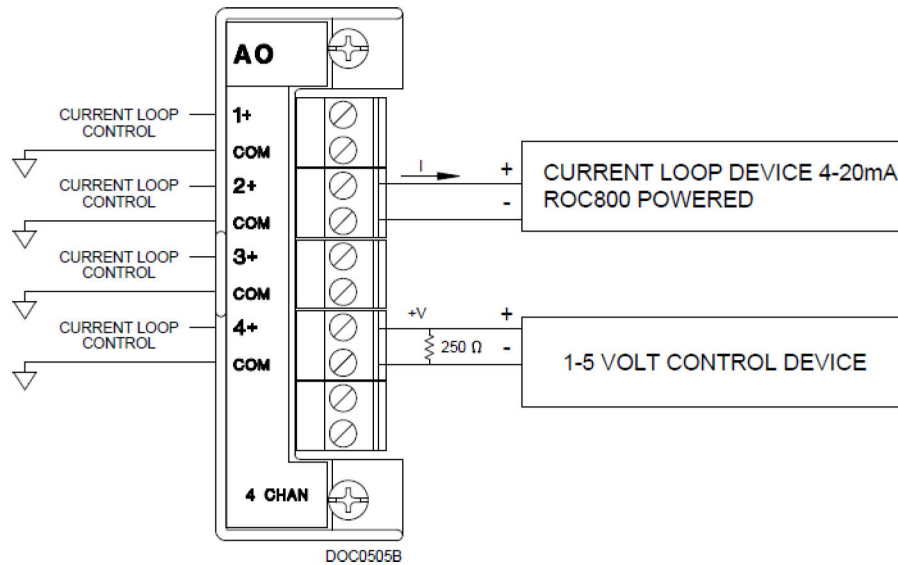 AO
CURRENT LOOP
CONTROL
1+
COM
CURRENT LOOP
CONTROL
2+
COM
CURRENT LOOP
CONTROL
3+
COM
CURRENT LOOP
CONTROL
4+
COM
4 CHAN
I
+
-
CURRENT LOOP DEVICE 4-20mA
ROC800 POWERED
+V
250 Ω
+
-
1-5 VOLT CONTROL DEVICE
DOC0505B